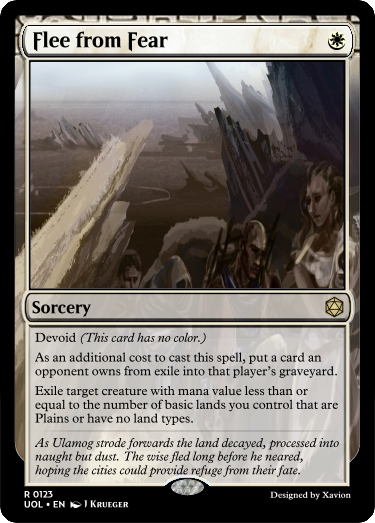 Flee from Fear
Sorcery
Devoid (This card has no color.)
As an additional cost to cast this spell, put a card an
opponent owns from exile into that player's graveyard.
Exile target creature with mana value less than or
equal to the number of basic lands you control that are
Plains or have no land types.
As Ulamog strode forwards the land decayed, processed into
naught but dust. The wise fled long before he neared,
hoping the cities could provide refuge from their fate.
R 0123
UOL • EN J Krueger
Designed by Xavion